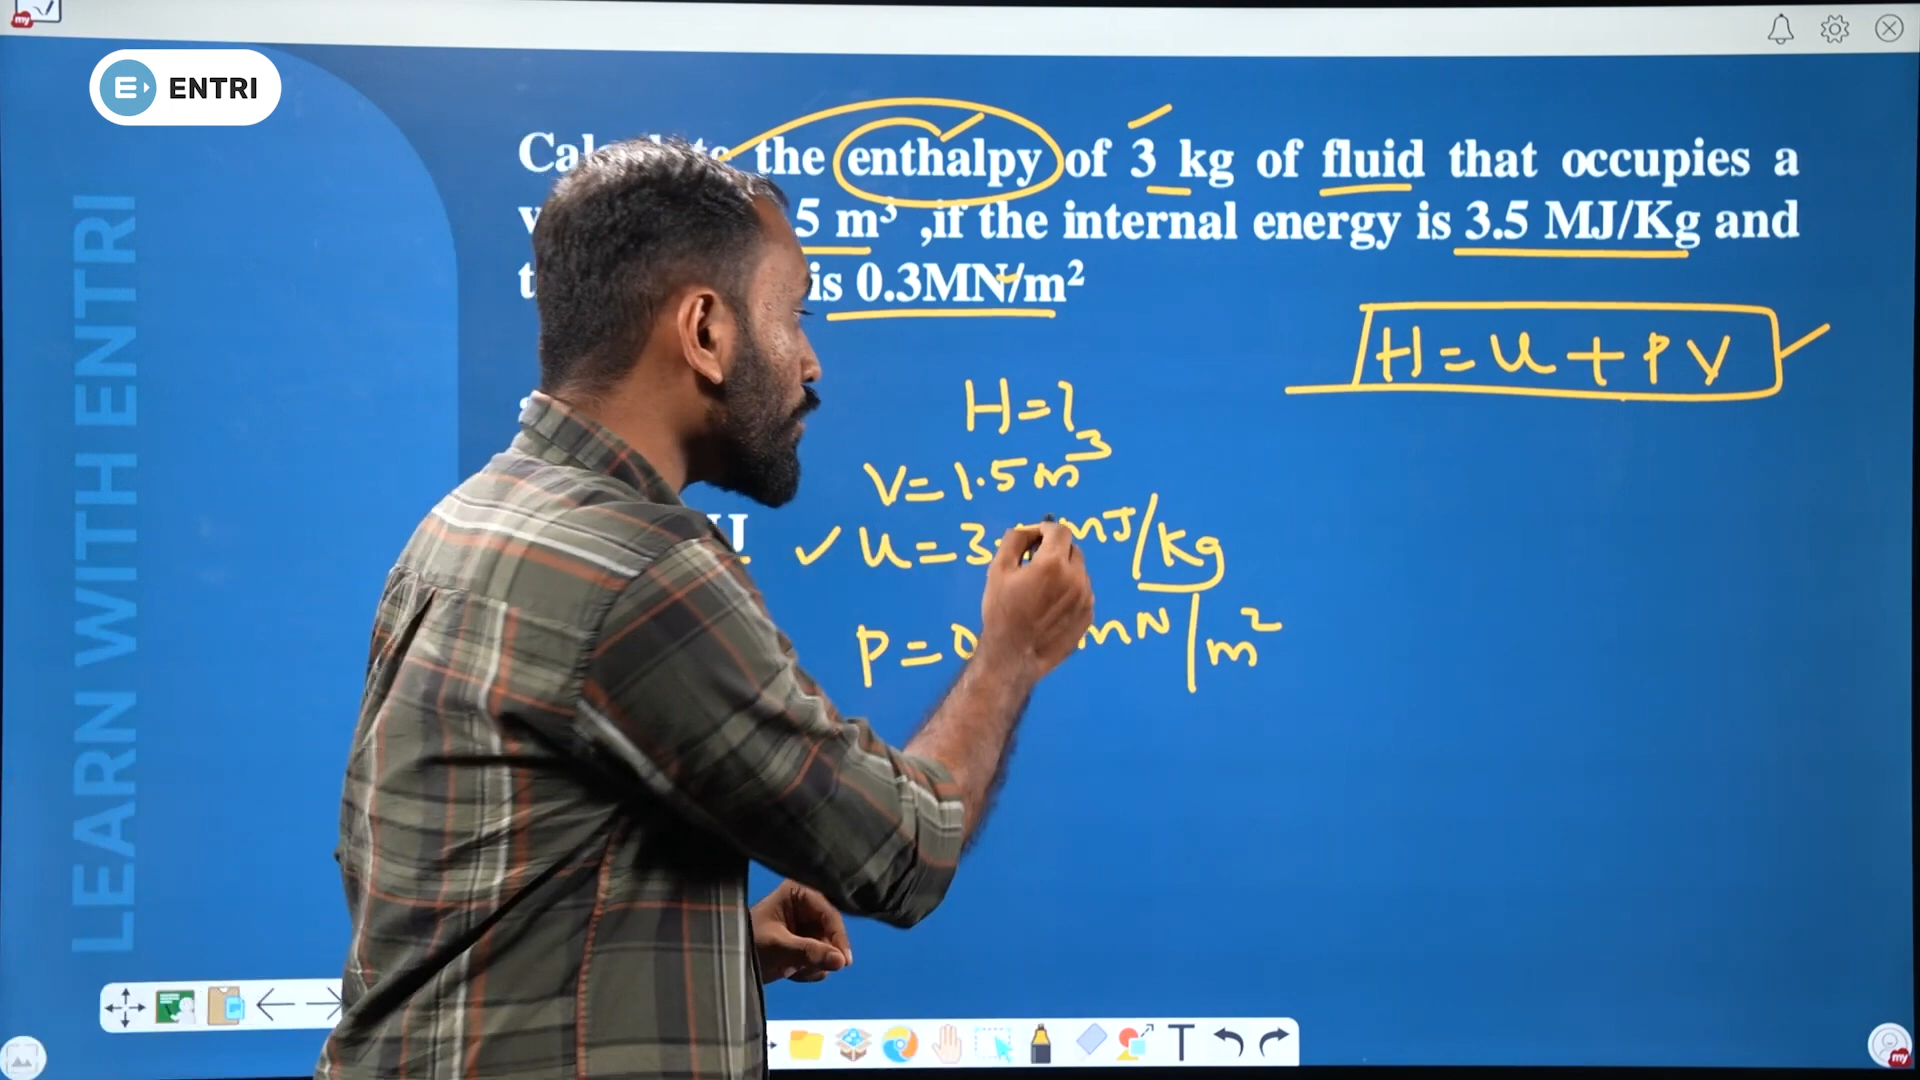 my
ENTRI
the enthalpy of 3 kg of fluid that occupies a
5 m³ ,if the internal energy is 3.5 MJ/Kg and
is 0.3MN/m²
H=U+PV
H=?
V=1.5m³
U=3. MJ/Kg
P=0 MN/m²
LEARN WITH ENTRI
T
my